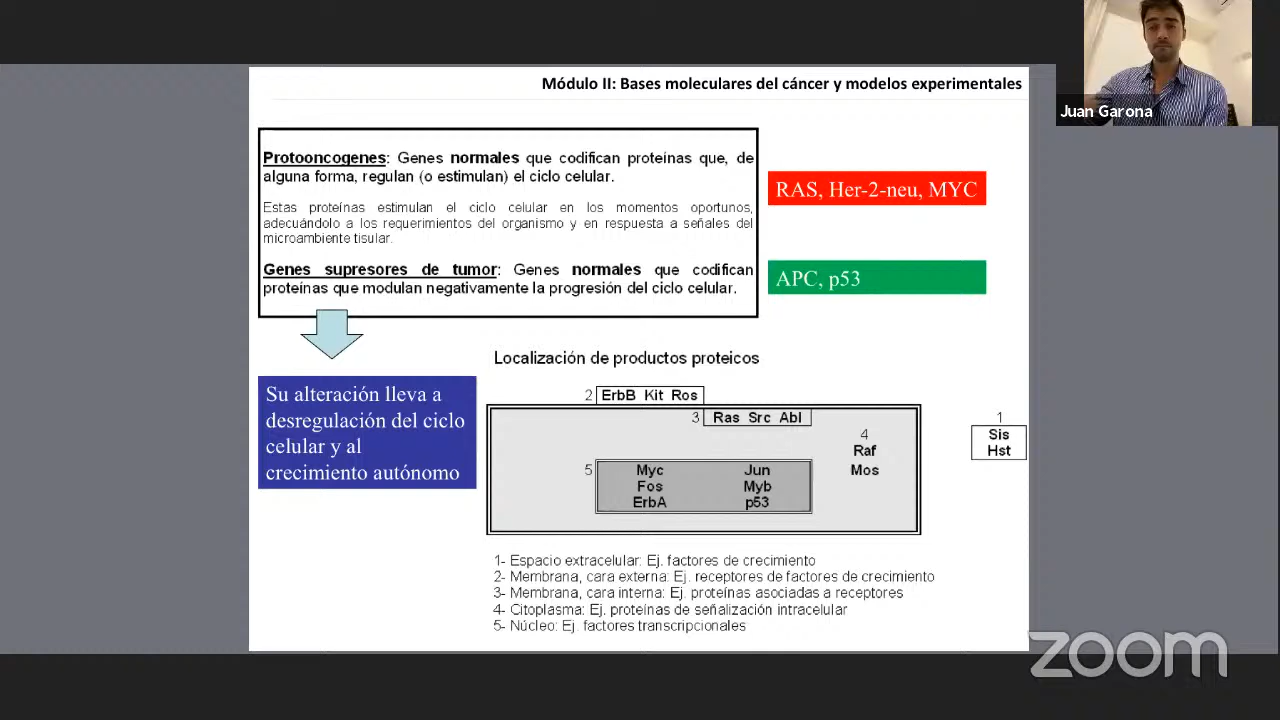 Módulo II: Bases moleculares del cáncer y modelos experimentales
Juan Garona
Protooncogenes: Genes normales que codifican proteínas que, de
alguna forma, regulan (o estimulan) el ciclo celular.
Estas proteínas estimulan el ciclo celular en los momentos oportunos,
adecuándolo a los requerimientos del organismo y en respuesta a señales del
microambiente tisular.
Genes supresores de tumor: Genes normales que codifican
proteínas que modulan negativamente la progresión del ciclo celular.
RAS, Her-2-neu, MYC
APC, p53
Su alteración lleva a
desregulación del ciclo
celular y al
crecimiento autónomo
Localización de productos proteicos
2 ErbB Kit Ros
3 Ras Src Abl
4
Raf
Mos
1
Sis
Hst
5 Myc Jun
Fos Myb
ErbA p53
1- Espacio extracelular: Ej. factores de crecimiento
2- Membrana, cara externa: Ej. receptores de factores de crecimiento
3- Membrana, cara interna: Ej. proteínas asociadas a receptores
4- Citoplasma: Ej. proteínas de señalización intracelular
5- Núcleo: Ej. factores transcripcionales
zoom